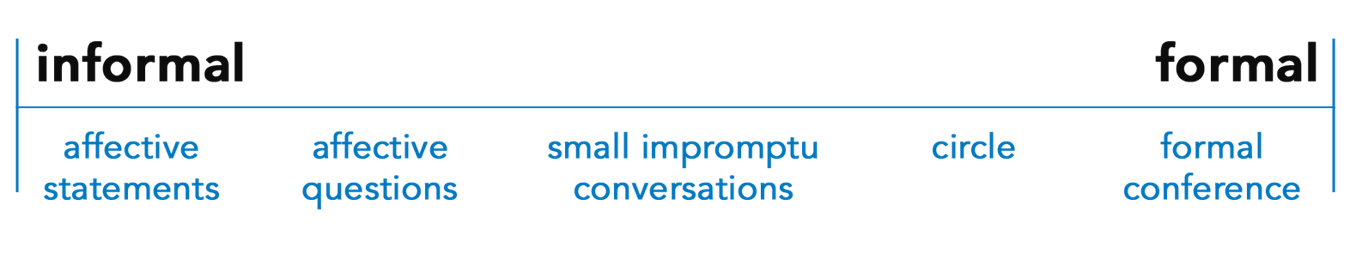 informal
formal
affective
statements
affective
questions
small impromptu
conversations
circle
formal
conference